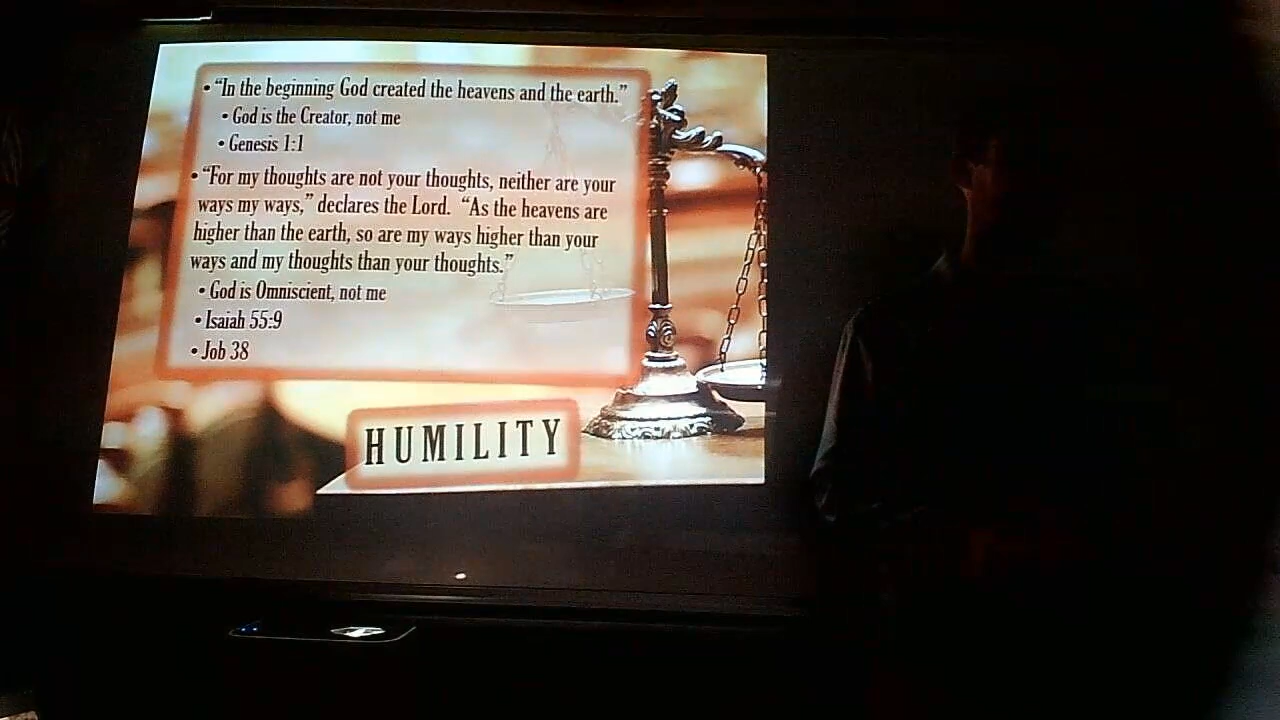 • “In the beginning God created the heavens and the earth.”
• God is the Creator, not me
• Genesis 1:1
• “For my thoughts are not your thoughts, neither are your
ways my ways,” declares the Lord.  “As the heavens are
higher than the earth, so are my ways higher than your
ways and my thoughts than your thoughts.”
• God is Omniscient, not me
• Isaiah 55:9
• Job 38
HUMILITY